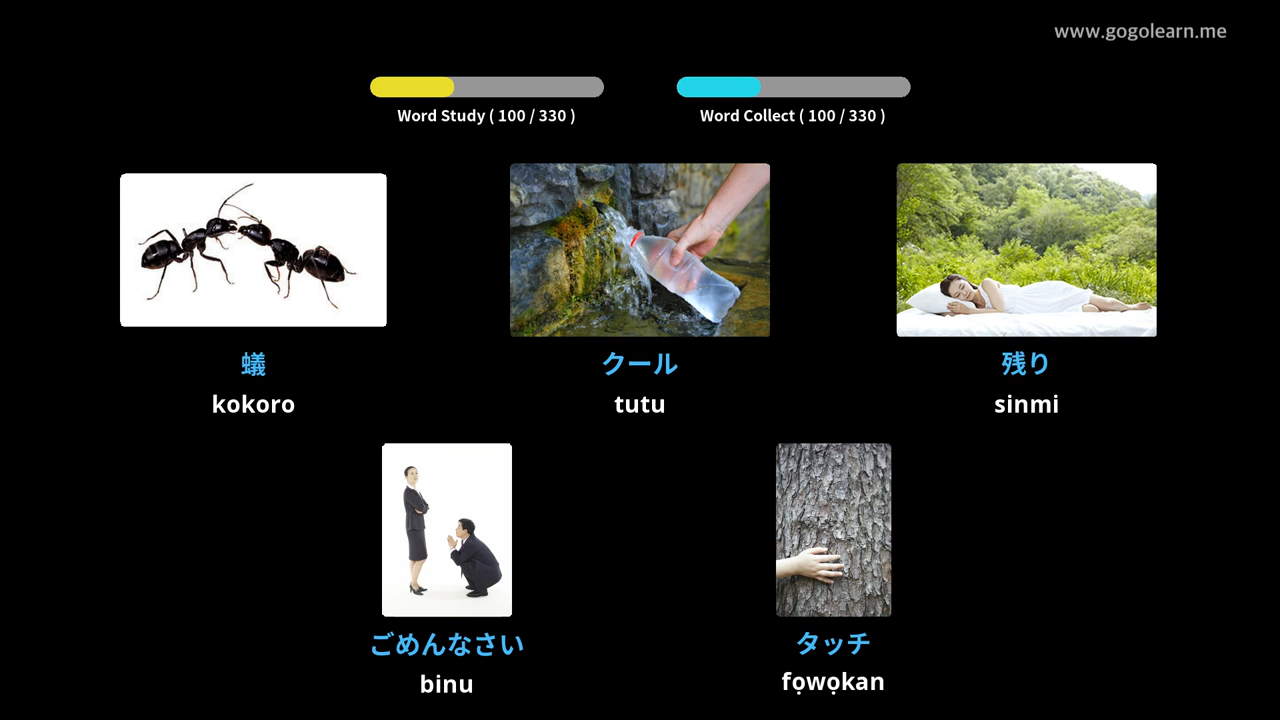 www.gogolearn.me
Word Study ( 100 / 330 )
Word Collect ( 100 / 330 )
蟻
kokoro
クール
tutu
残り
sinmi
ごめんなさい
binu
タッチ
fọwọkan